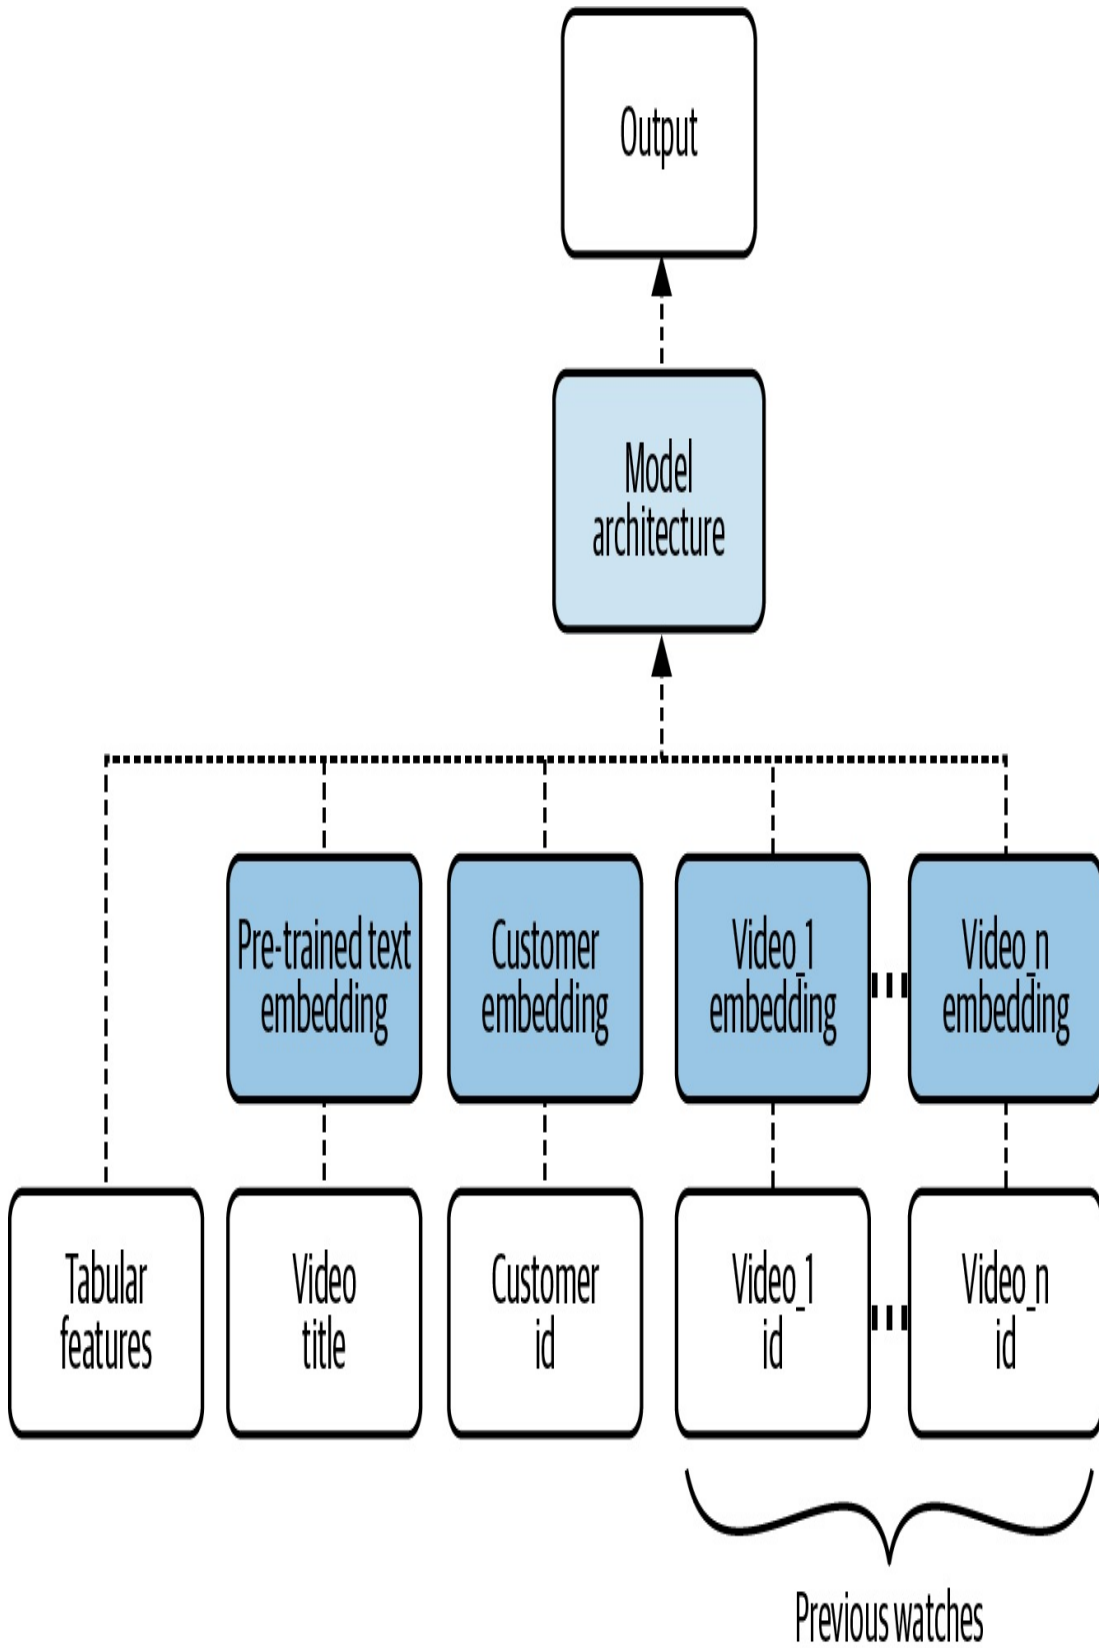 Output
Model
architecture
Pre-trained text
embedding
Customer
embedding
Video_1
embedding
Video_n
embedding
Tabular
features
Video
title
Customer
id
Video_1
id
Video_n
id
Previous watches